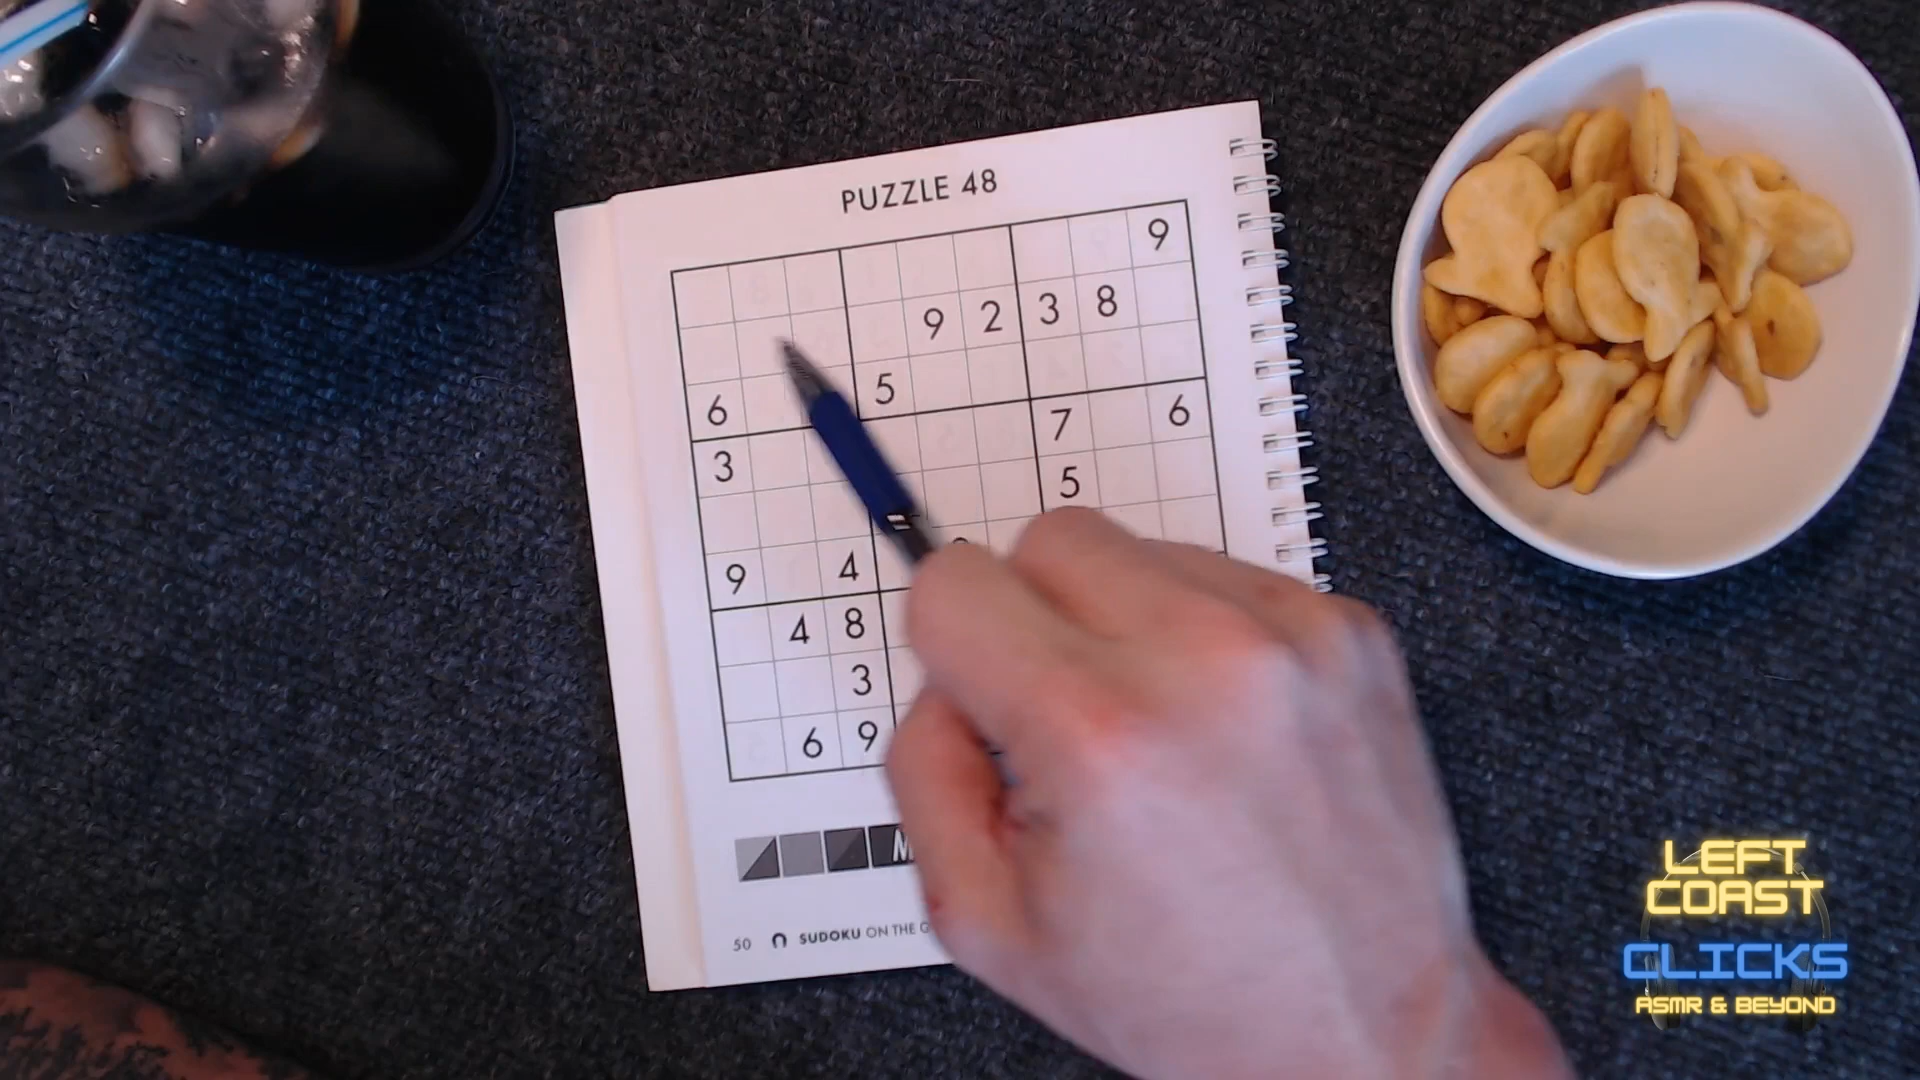 PUZZLE 48
9
9 2 3 8
6 5
3 7 6
5
9 4
4 8
3
6 9
50 SUDOKU ON THE
LEFT
COAST
CLICKS
ASMR & BEYOND